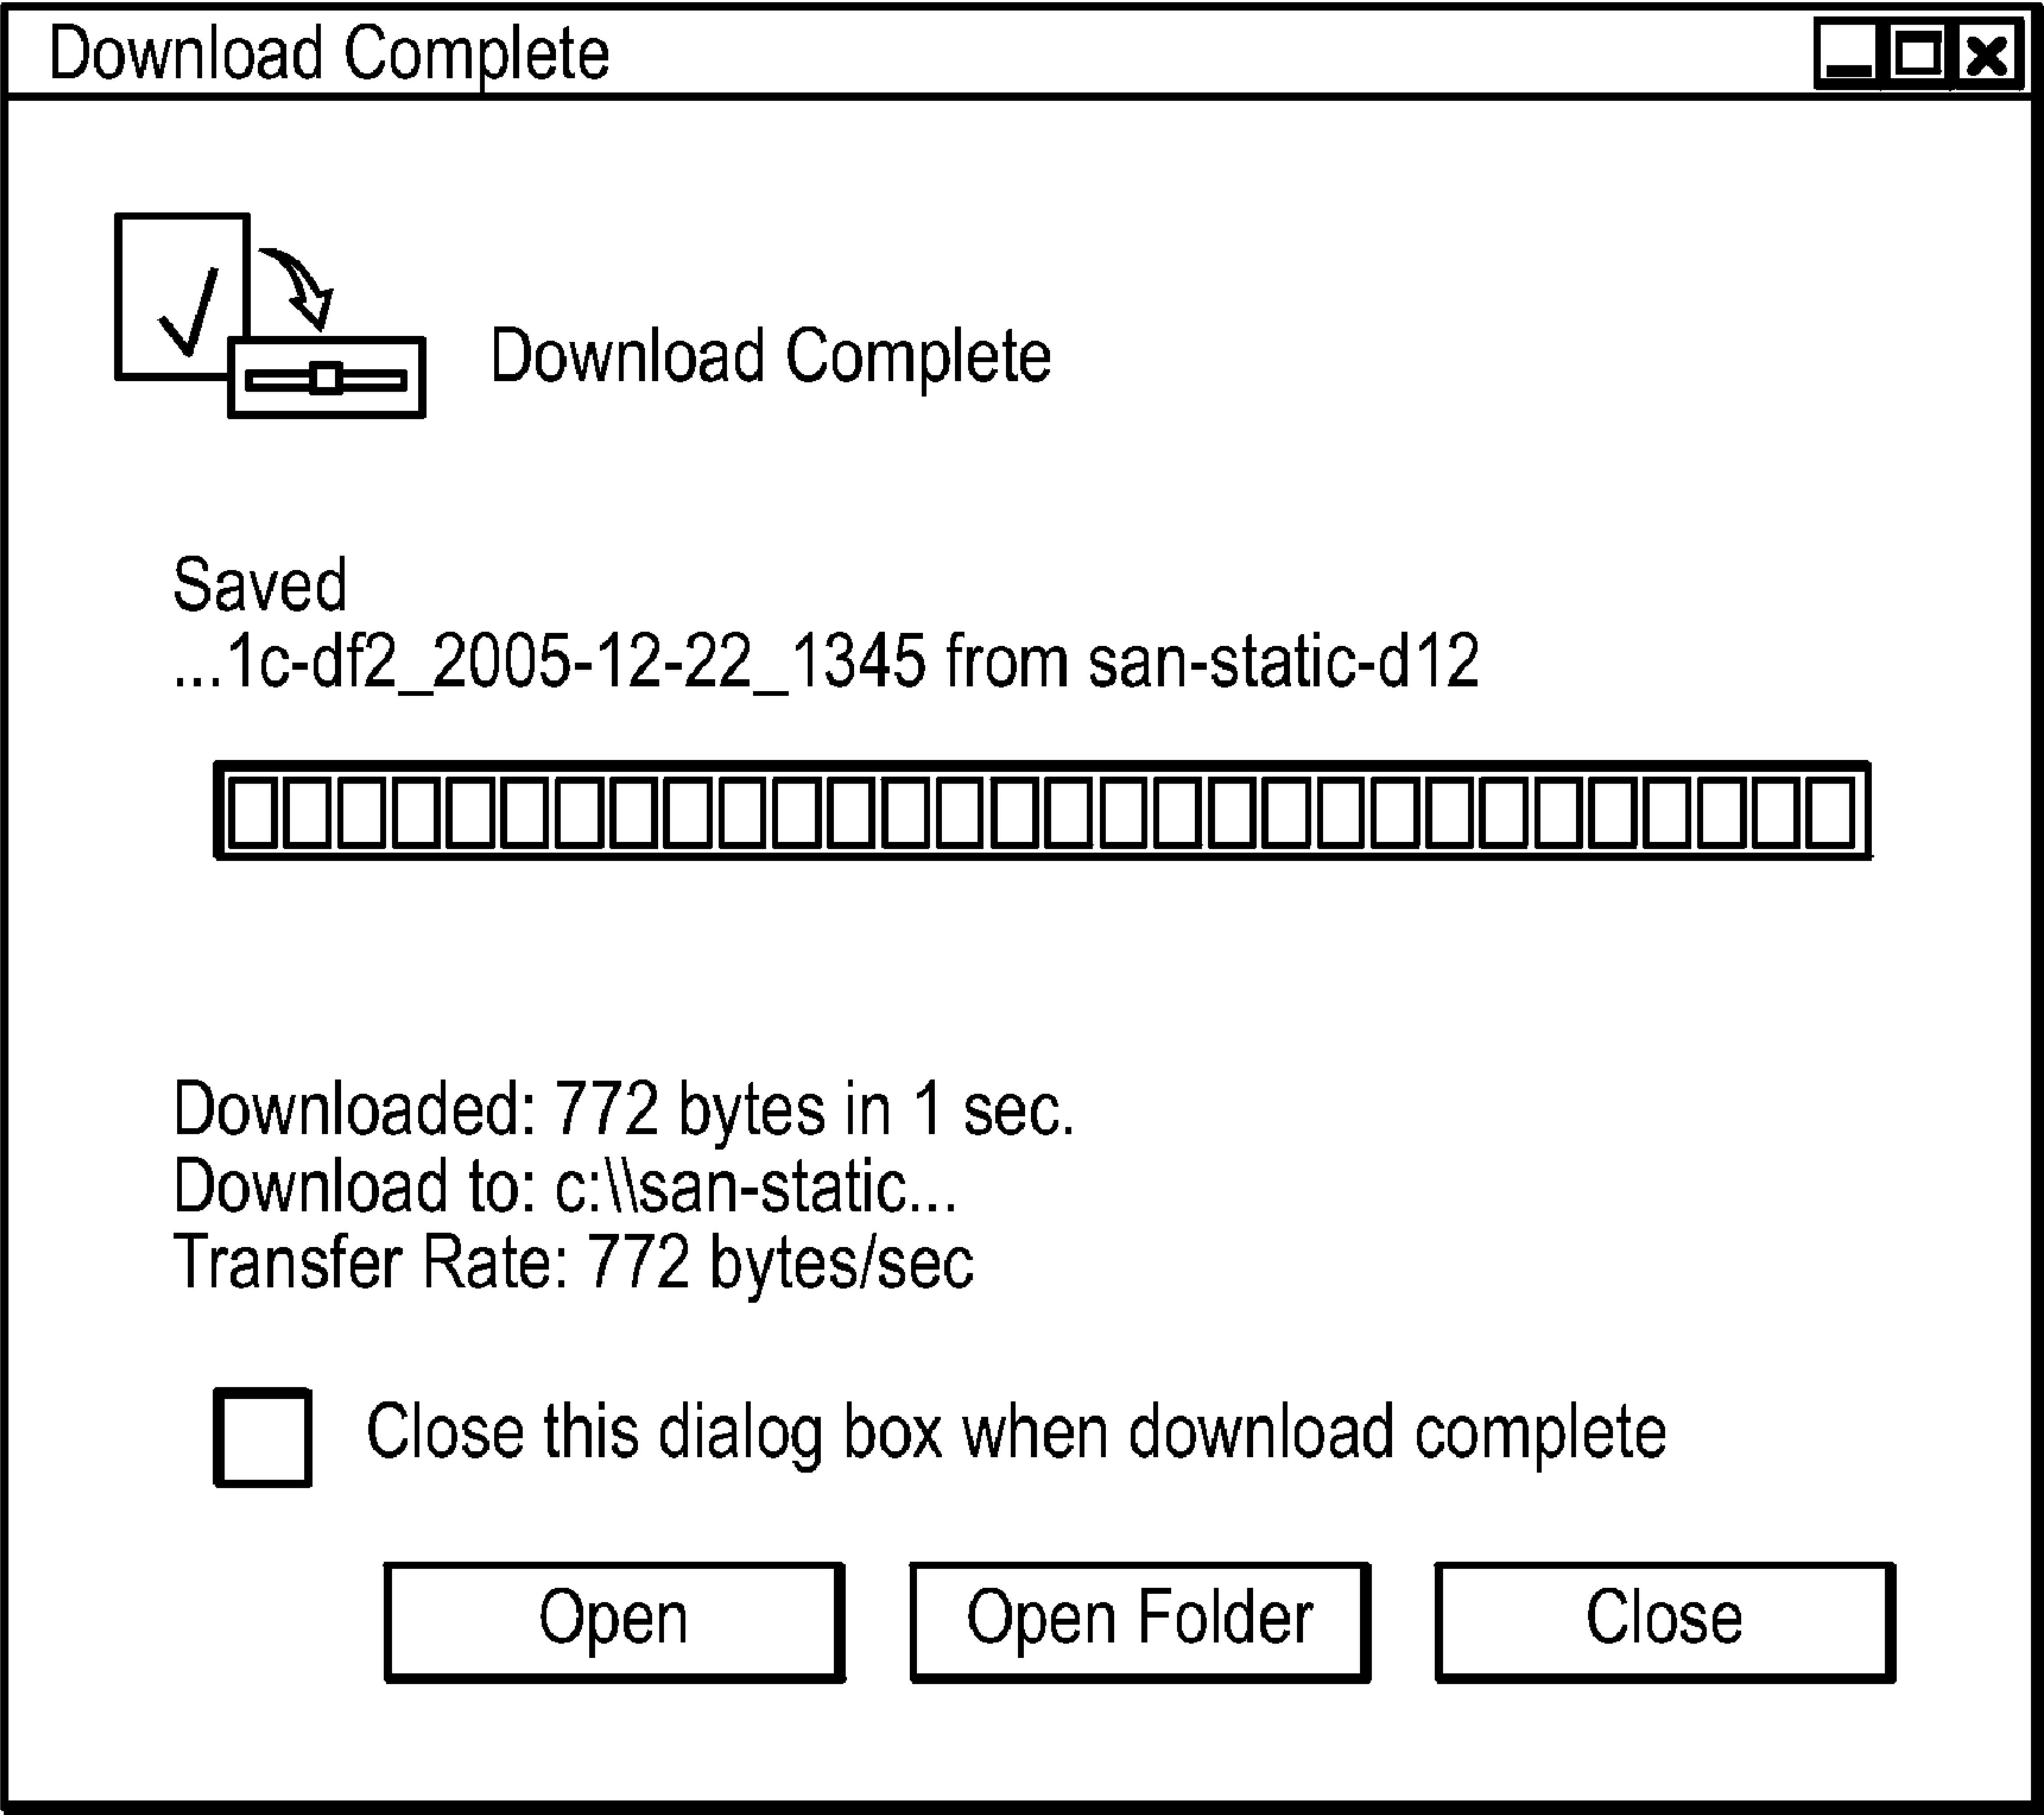 Download Complete
Download Complete
Saved
...1c-df2_2005-12-22_1345 from san-static-d12
Downloaded: 772 bytes in 1 sec.
Download to: c:\\san-static...
Transfer Rate: 772 bytes/sec
Close this dialog box when download complete
Open
Open Folder
Close